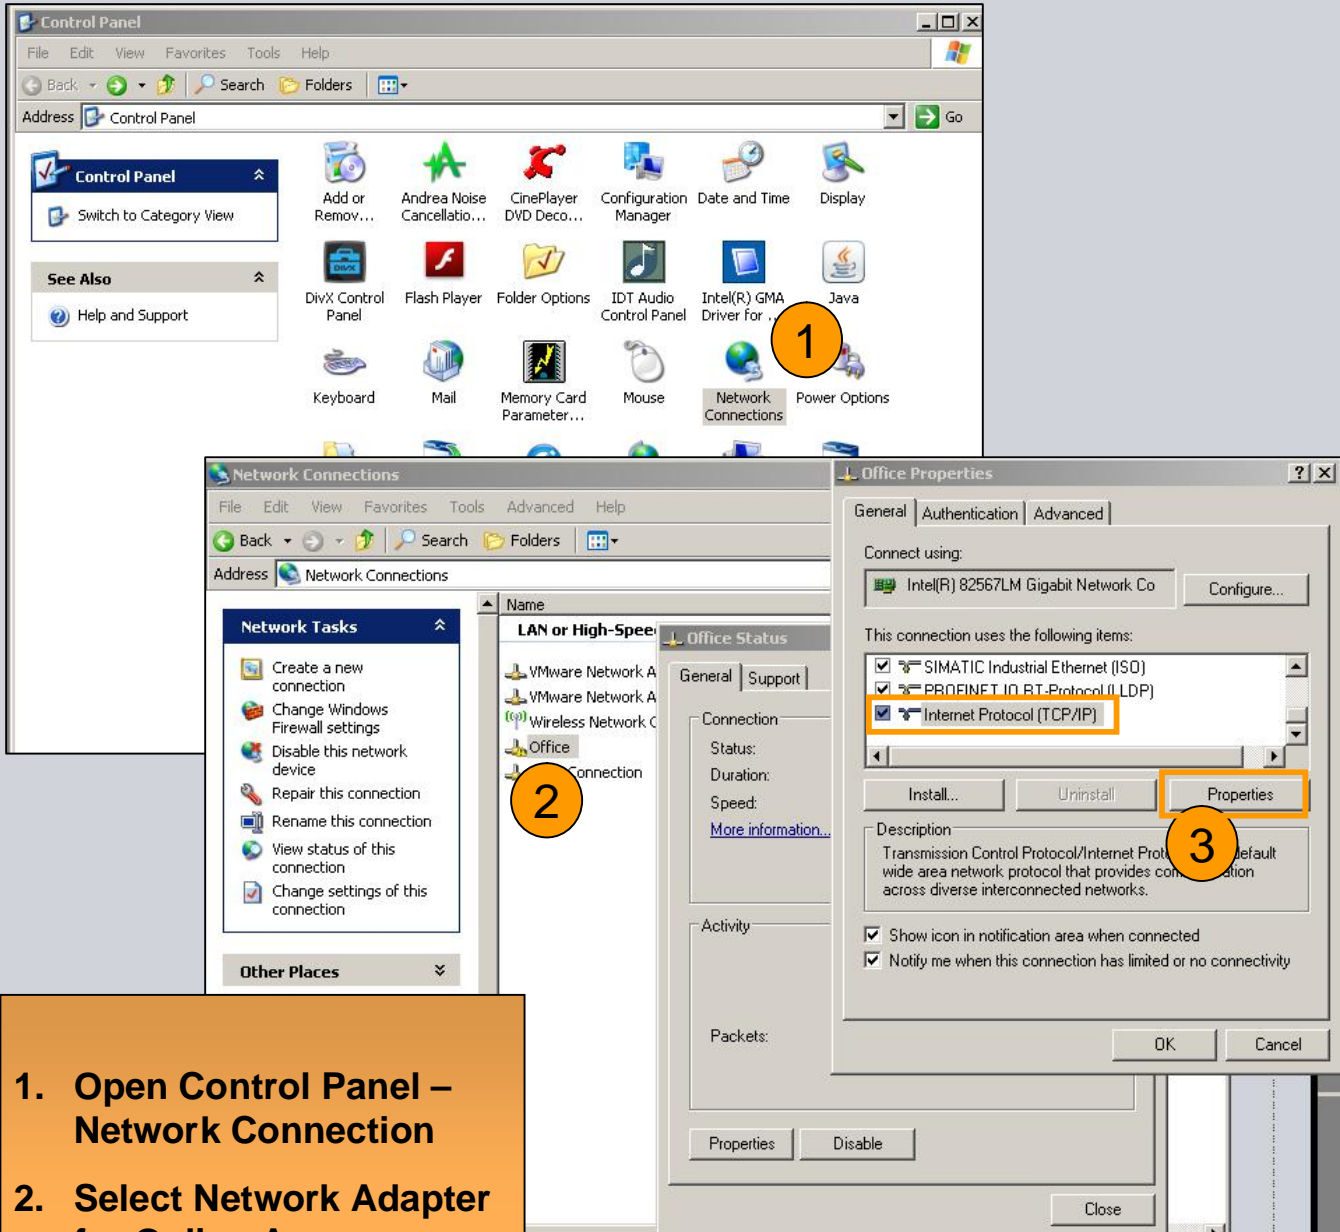 Control Panel
File Edit View Favorites Tools Help
Back Search Folders
Address Control Panel Go
Control Panel
Switch to Category View
See Also
Help and Support
Add or Remov...
Andrea Noise Cancellatio...
CinePlayer DVD Deco...
Configuration Manager
Date and Time
Display
DivX Control Panel
Flash Player
Folder Options
IDT Audio Control Panel
Intel(R) GMA Driver for
Java
1
Keyboard
Mail
Memory Card Parameter...
Mouse
Network Connections
Power Options
Network Connections
File Edit View Favorites Tools Advanced Help
Back Search Folders
Address Network Connections
Network Tasks
Create a new connection
Change Windows Firewall settings
Disable this network device
Repair this connection
Rename this connection
View status of this connection
Change settings of this connection
Other Places
Name
LAN or High-Spee
VMware Network A
VMware Network A
Wireless Network C
Office
Connection
2
Office Status
General Support
Connection
Status:
Duration:
Speed:
More information...
Activity
Packets:
Properties Disable
Close
Office Properties
General Authentication Advanced
Connect using:
Intel(R) 82567LM Gigabit Network Co
Configure...
This connection uses the following items:
SIMATIC Industrial Ethernet (ISO)
PROFINET IO RT-Protocol (LLDP)
Internet Protocol (TCP/IP)
Install... Uninstall Properties
3
Description
Transmission Control Protocol/Internet Prot default
wide area network protocol that provides com ation
across diverse interconnected networks.
Show icon in notification area when connected
Notify me when this connection has limited or no connectivity
OK Cancel
1. Open Control Panel –
Network Connection
2. Select Network Adapter